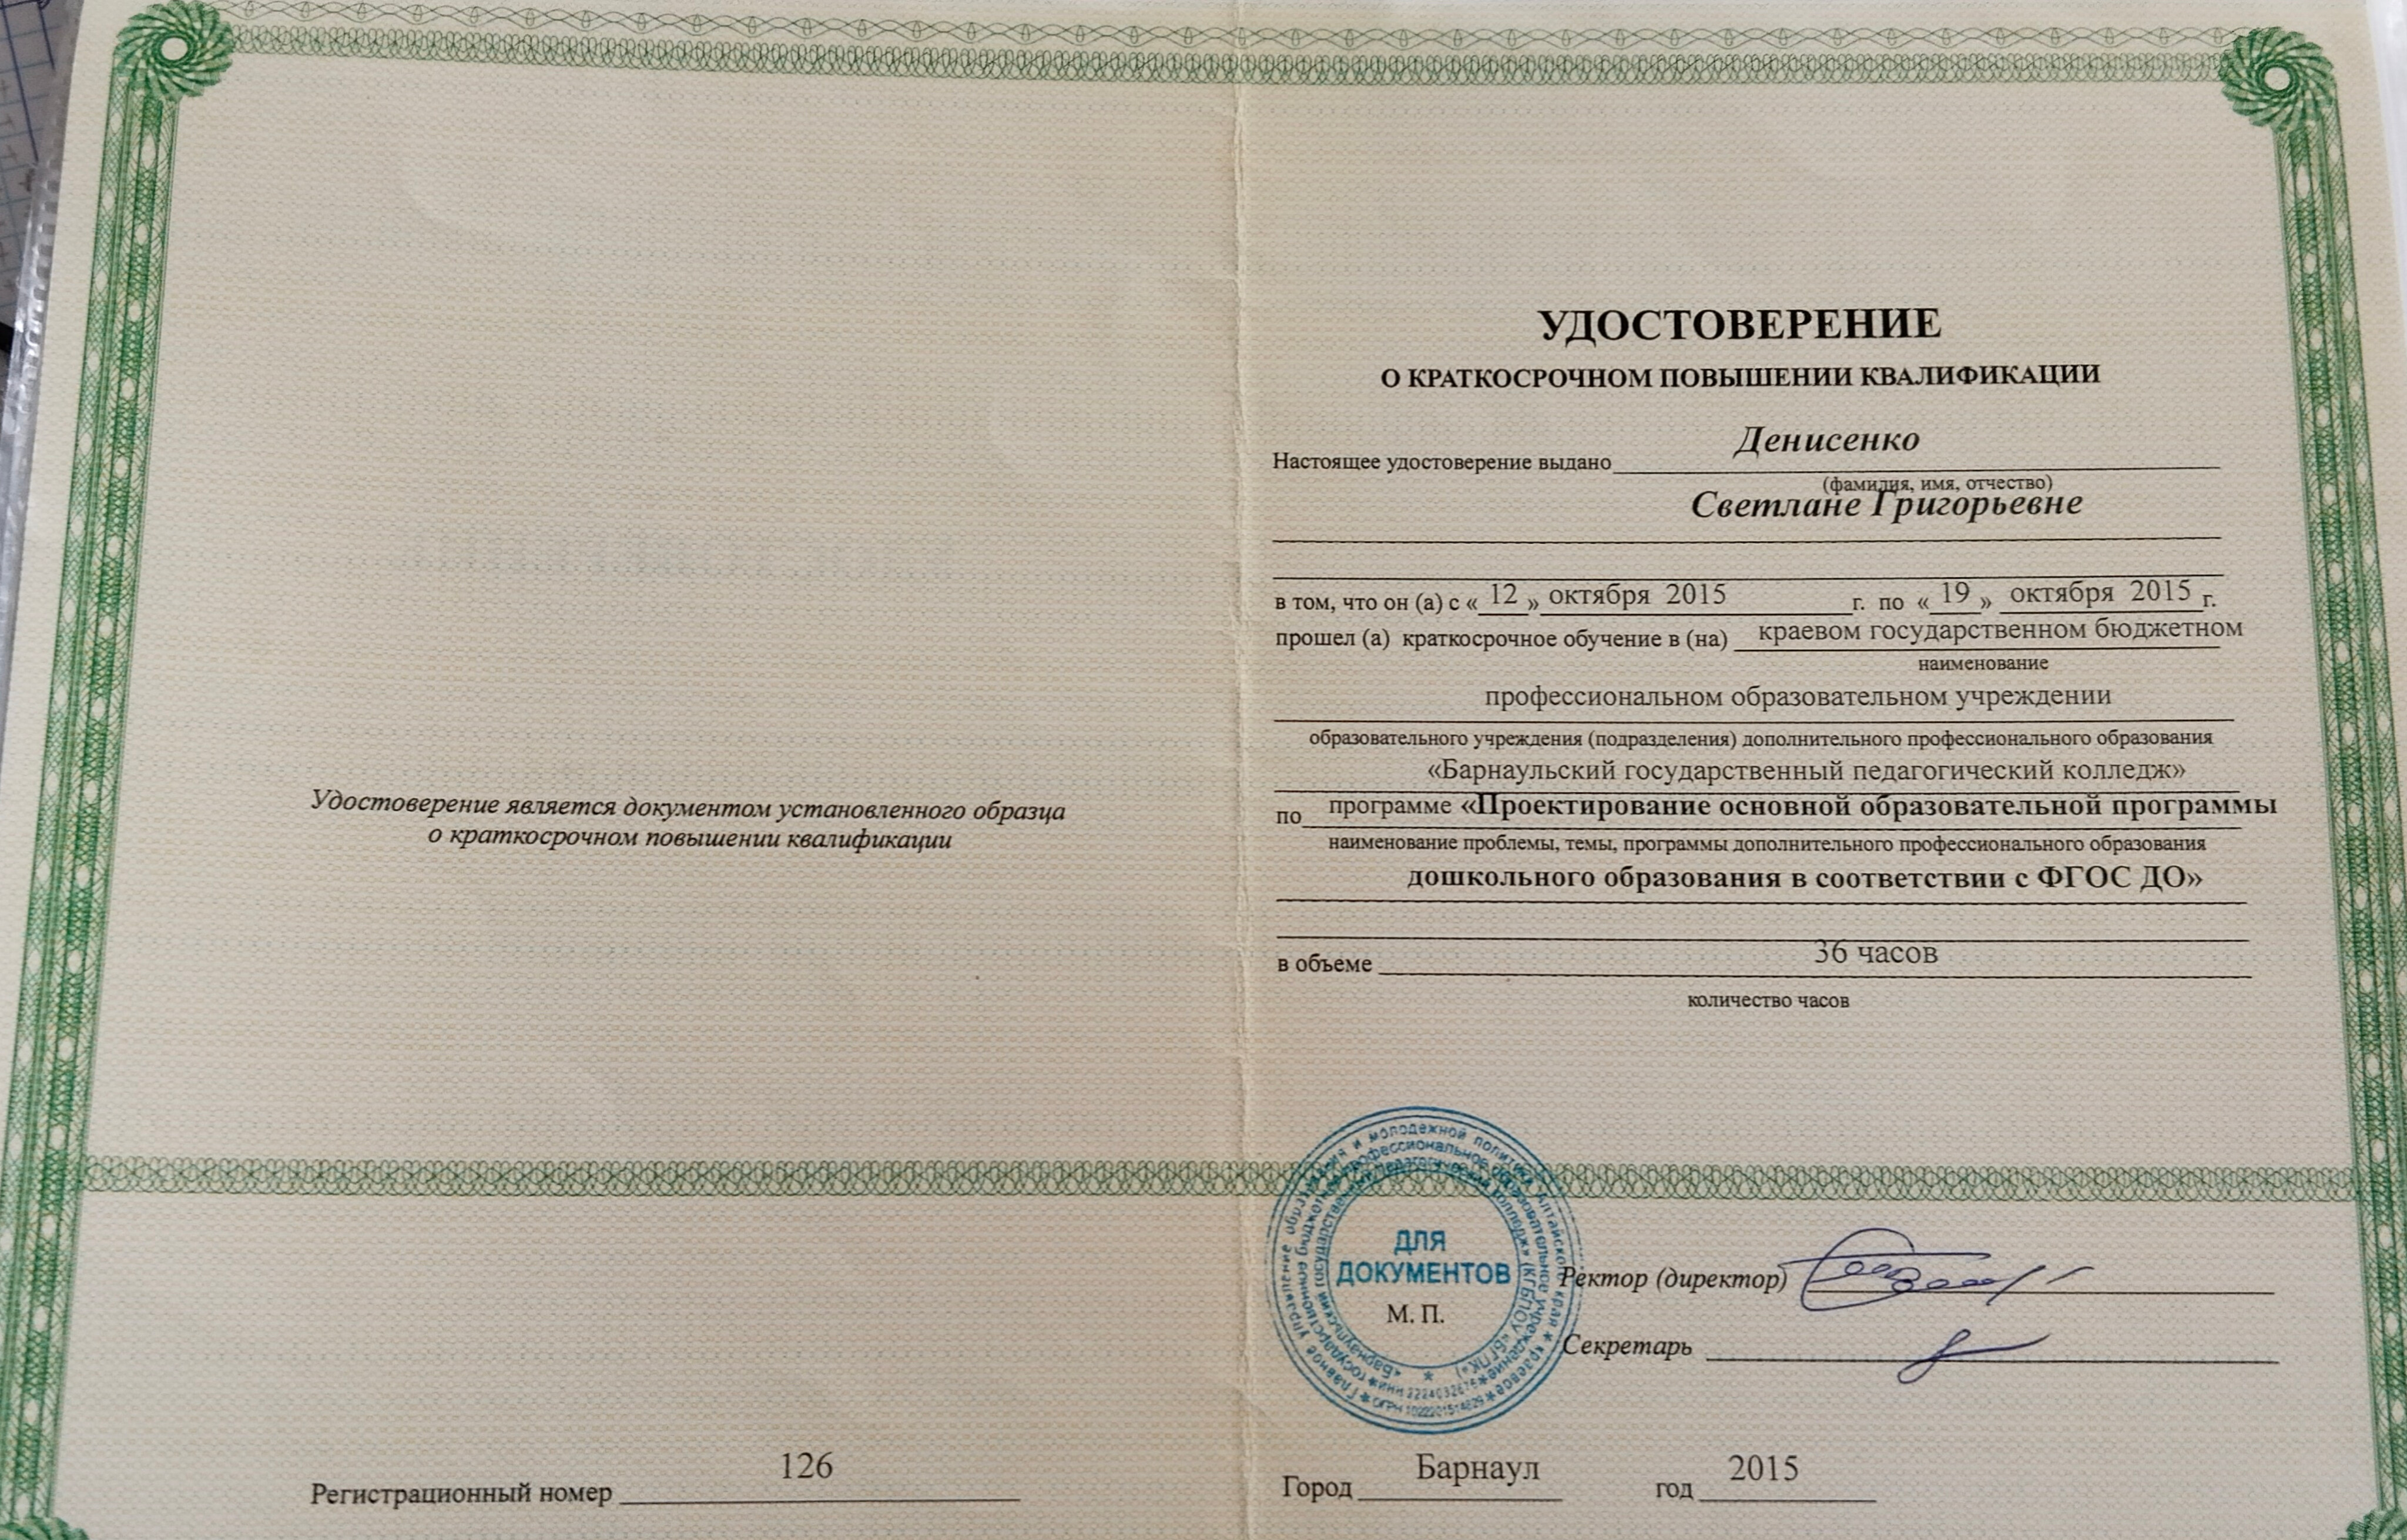 Удостоверение является документом установленного образца
о краткосрочном повышении квалификации
Регистрационный номер 126
УДОСТОВЕРЕНИЕ
О КРАТКОСРОЧНОМ ПОВЫШЕНИИ КВАЛИФИКАЦИИ
Настоящее удостоверение выдано Денисенко
(фамилия, имя, отчество)
Светлане Григорьевне
в том, что он (а) с « 12 » октября 2015 г. по « 19 » октября 2015 г.
прошел (а) краткосрочное обучение в (на) краевом государственном бюджетном
наименование
профессиональном образовательном учреждении
образовательного учреждения (подразделения) дополнительного профессионального образования
«Барнаульский государственный педагогический колледж»
по программе «Проектирование основной образовательной программы
наименование проблемы, темы, программы дополнительного профессионального образования
дошкольного образования в соответствии с ФГОС ДО»
в объеме 36 часов
количество часов
ДЛЯ
ДОКУМЕНТОВ
М. П.
Ректор (директор)
Секретарь
Город Барнаул год 2015